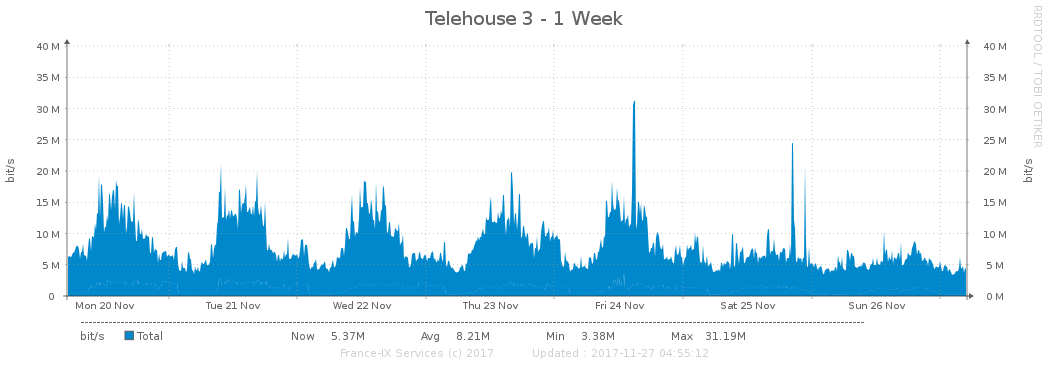 Telehouse 3 - 1 Week
RRDTOOL / TOBI OETIKER
bit/s
40 M 40 M
35 M 35 M
30 M 30 M
25 M 25 M
20 M 20 M
15 M 15 M
10 M 10 M
5 M 5 M
0 0 M
bit/s
Mon 20 Nov Tue 21 Nov Wed 22 Nov Thu 23 Nov Fri 24 Nov Sat 25 Nov Sun 26 Nov
bit/s Total Now 5.37M Avg 8.21M Min 3.38M Max 31.19M
France-IX Services (c) 2017 Updated : 2017-11-27 04:55:12